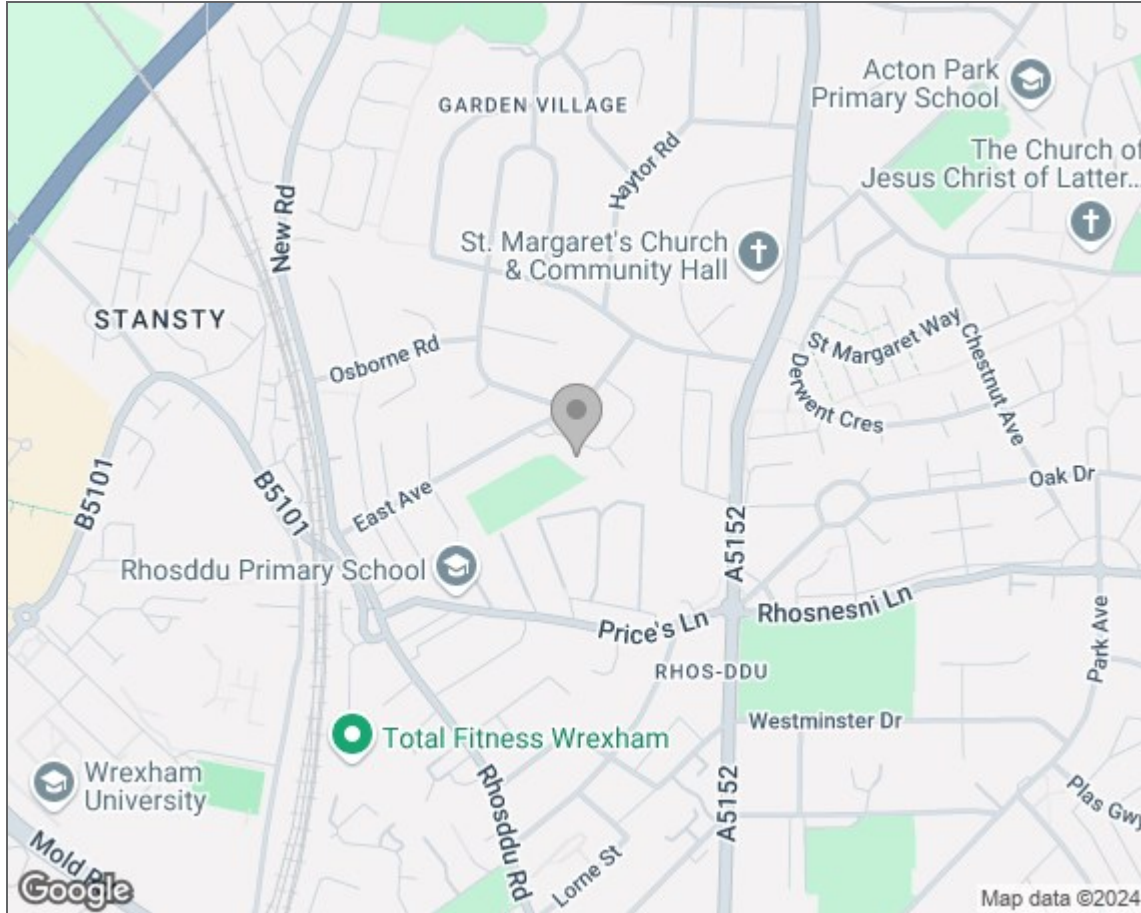 Acton Park
Primary School
GARDEN VILLAGE
Haytor Rd
The Church of
Jesus Christ of Latter...
New Rd
St. Margaret's Church
& Community Hall
STANSTY
St Margaret Way
Chestnut Ave
Osborne Rd
Derwent Cres
B5101
B5101
East Ave
Oak Dr
A5152
Rhosddu Primary School
Price's Ln
Rhosnesni Ln
Park Ave
RHOS-DDU
Westminster Dr
Total Fitness Wrexham
Wrexham
University
Rhosddu Rd
A5152
Plas Gwy
Mold R
Lorne St
Google
Map data ©2024